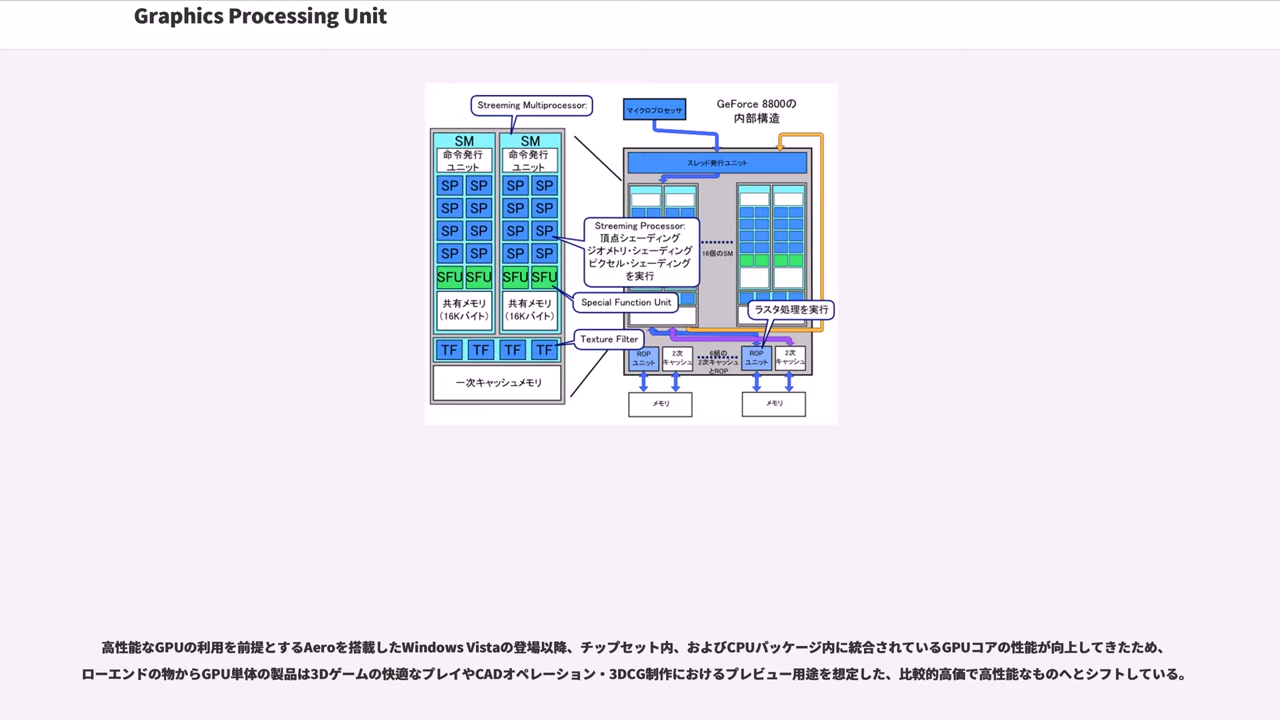 Graphics Processing Unit
Streeming Multiprocessor:
マイクロプロセッサ
GeForce 8800の
内部構造
SM
命令発行
ユニット
SP SP
SP SP
SP SP
SP SP
SFU SFU
共有メモリ
(16Kバイト)
SM
命令発行
ユニット
SP SP
SP SP
SP SP
SP SP
SFU SFU
共有メモリ
(16Kバイト)
TF TF TF TF
一次キャッシュメモリ
スレッド発行ユニット
Streeming Processor:
頂点シェーディング
ジオメトリ・シェーディング
ピクセル・シェーディング
を実行
16個のSM
Special Function Unit
ラスタ処理を実行
Texture Filter
ROP
ユニット
2次
キャッシュ
6個の
2次キャッシュ
とROP
ROP
ユニット
2次
キャッシュ
メモリ
メモリ
高性能なGPUの利用を前提とするAeroを搭載したWindows Vistaの登場以降、チップセット内、およびCPUパッケージ内に統合されているGPUコアの性能が向上してきたため、
ローエンドの物からGPU単体の製品は3Dゲームの快適なプレイやCADオペレーション・3DCG制作におけるプレビュー用途を想定した、比較的高価で高性能なものへとシフトしている。